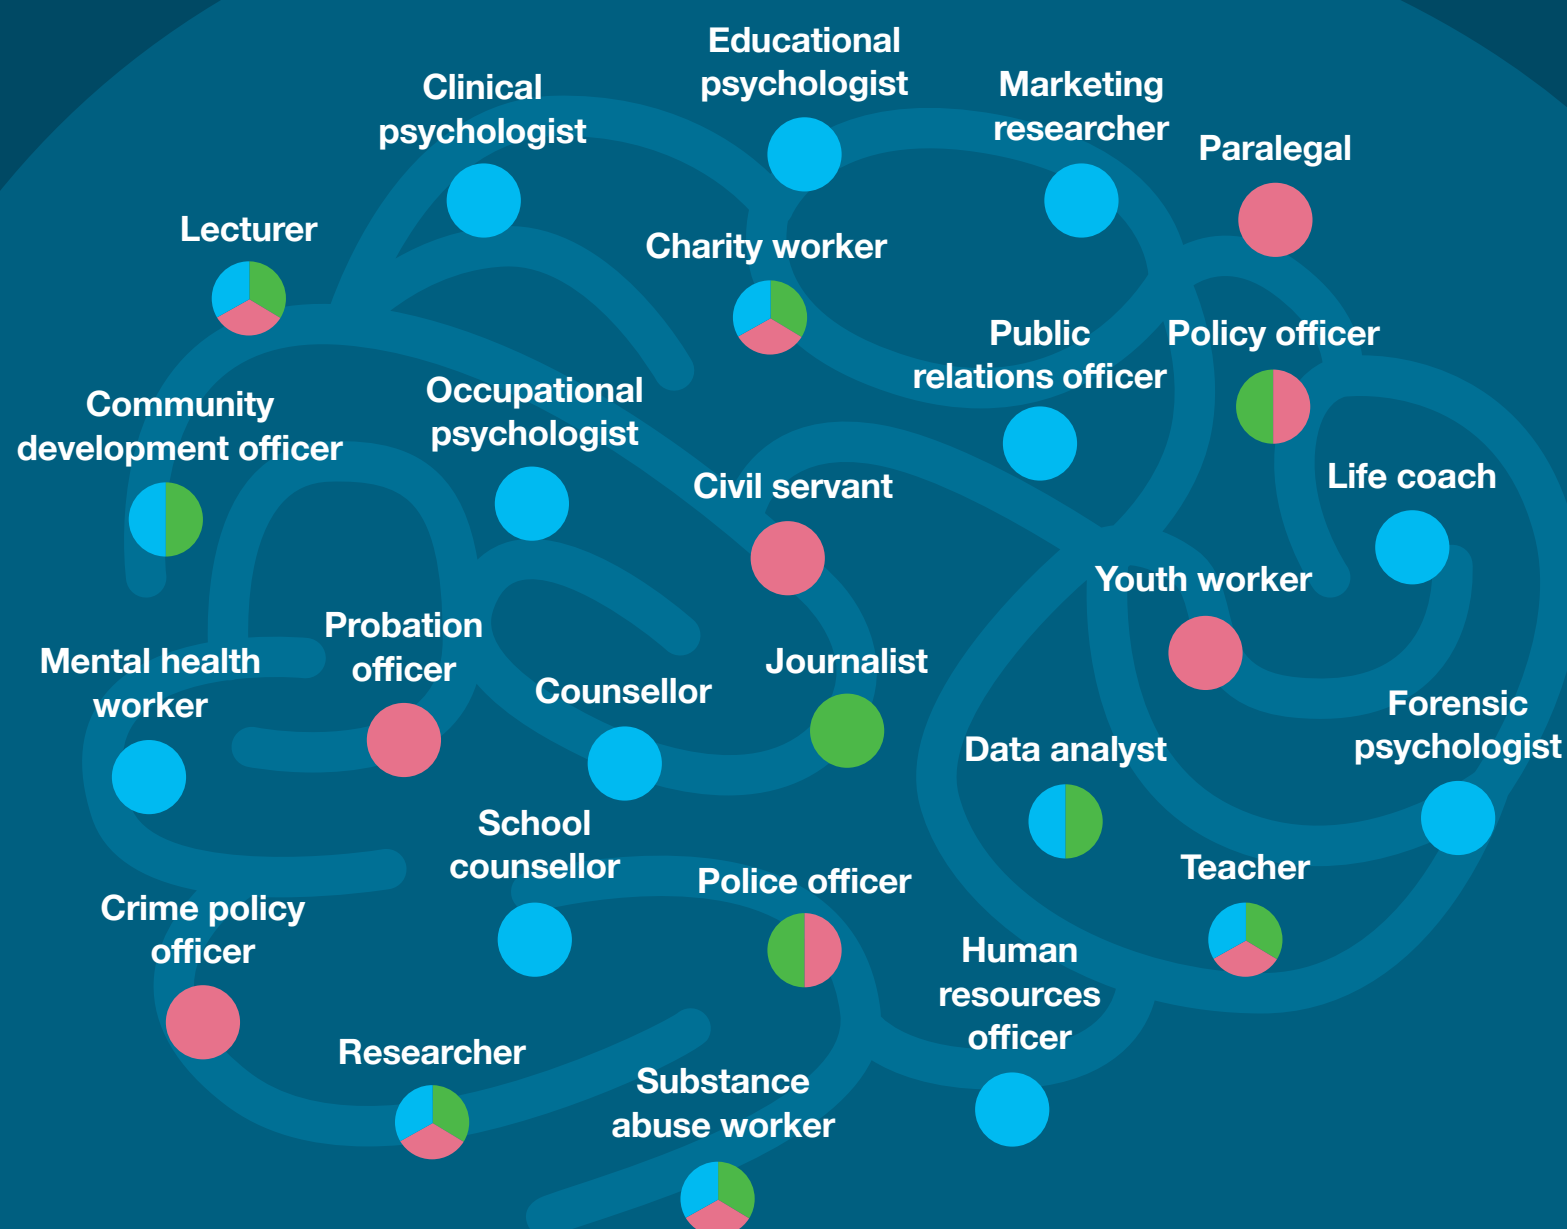 Educational
psychologist
Clinical
psychologist
Marketing
researcher
Paralegal
Lecturer
Charity worker
Public
relations officer
Policy officer
Community
development officer
Occupational
psychologist
Civil servant
Life coach
Youth worker
Probation
officer
Mental health
worker
Counsellor
Journalist
Forensic
psychologist
Data analyst
School
counsellor
Police officer
Teacher
Crime policy
officer
Human
resources
officer
Researcher
Substance
abuse worker